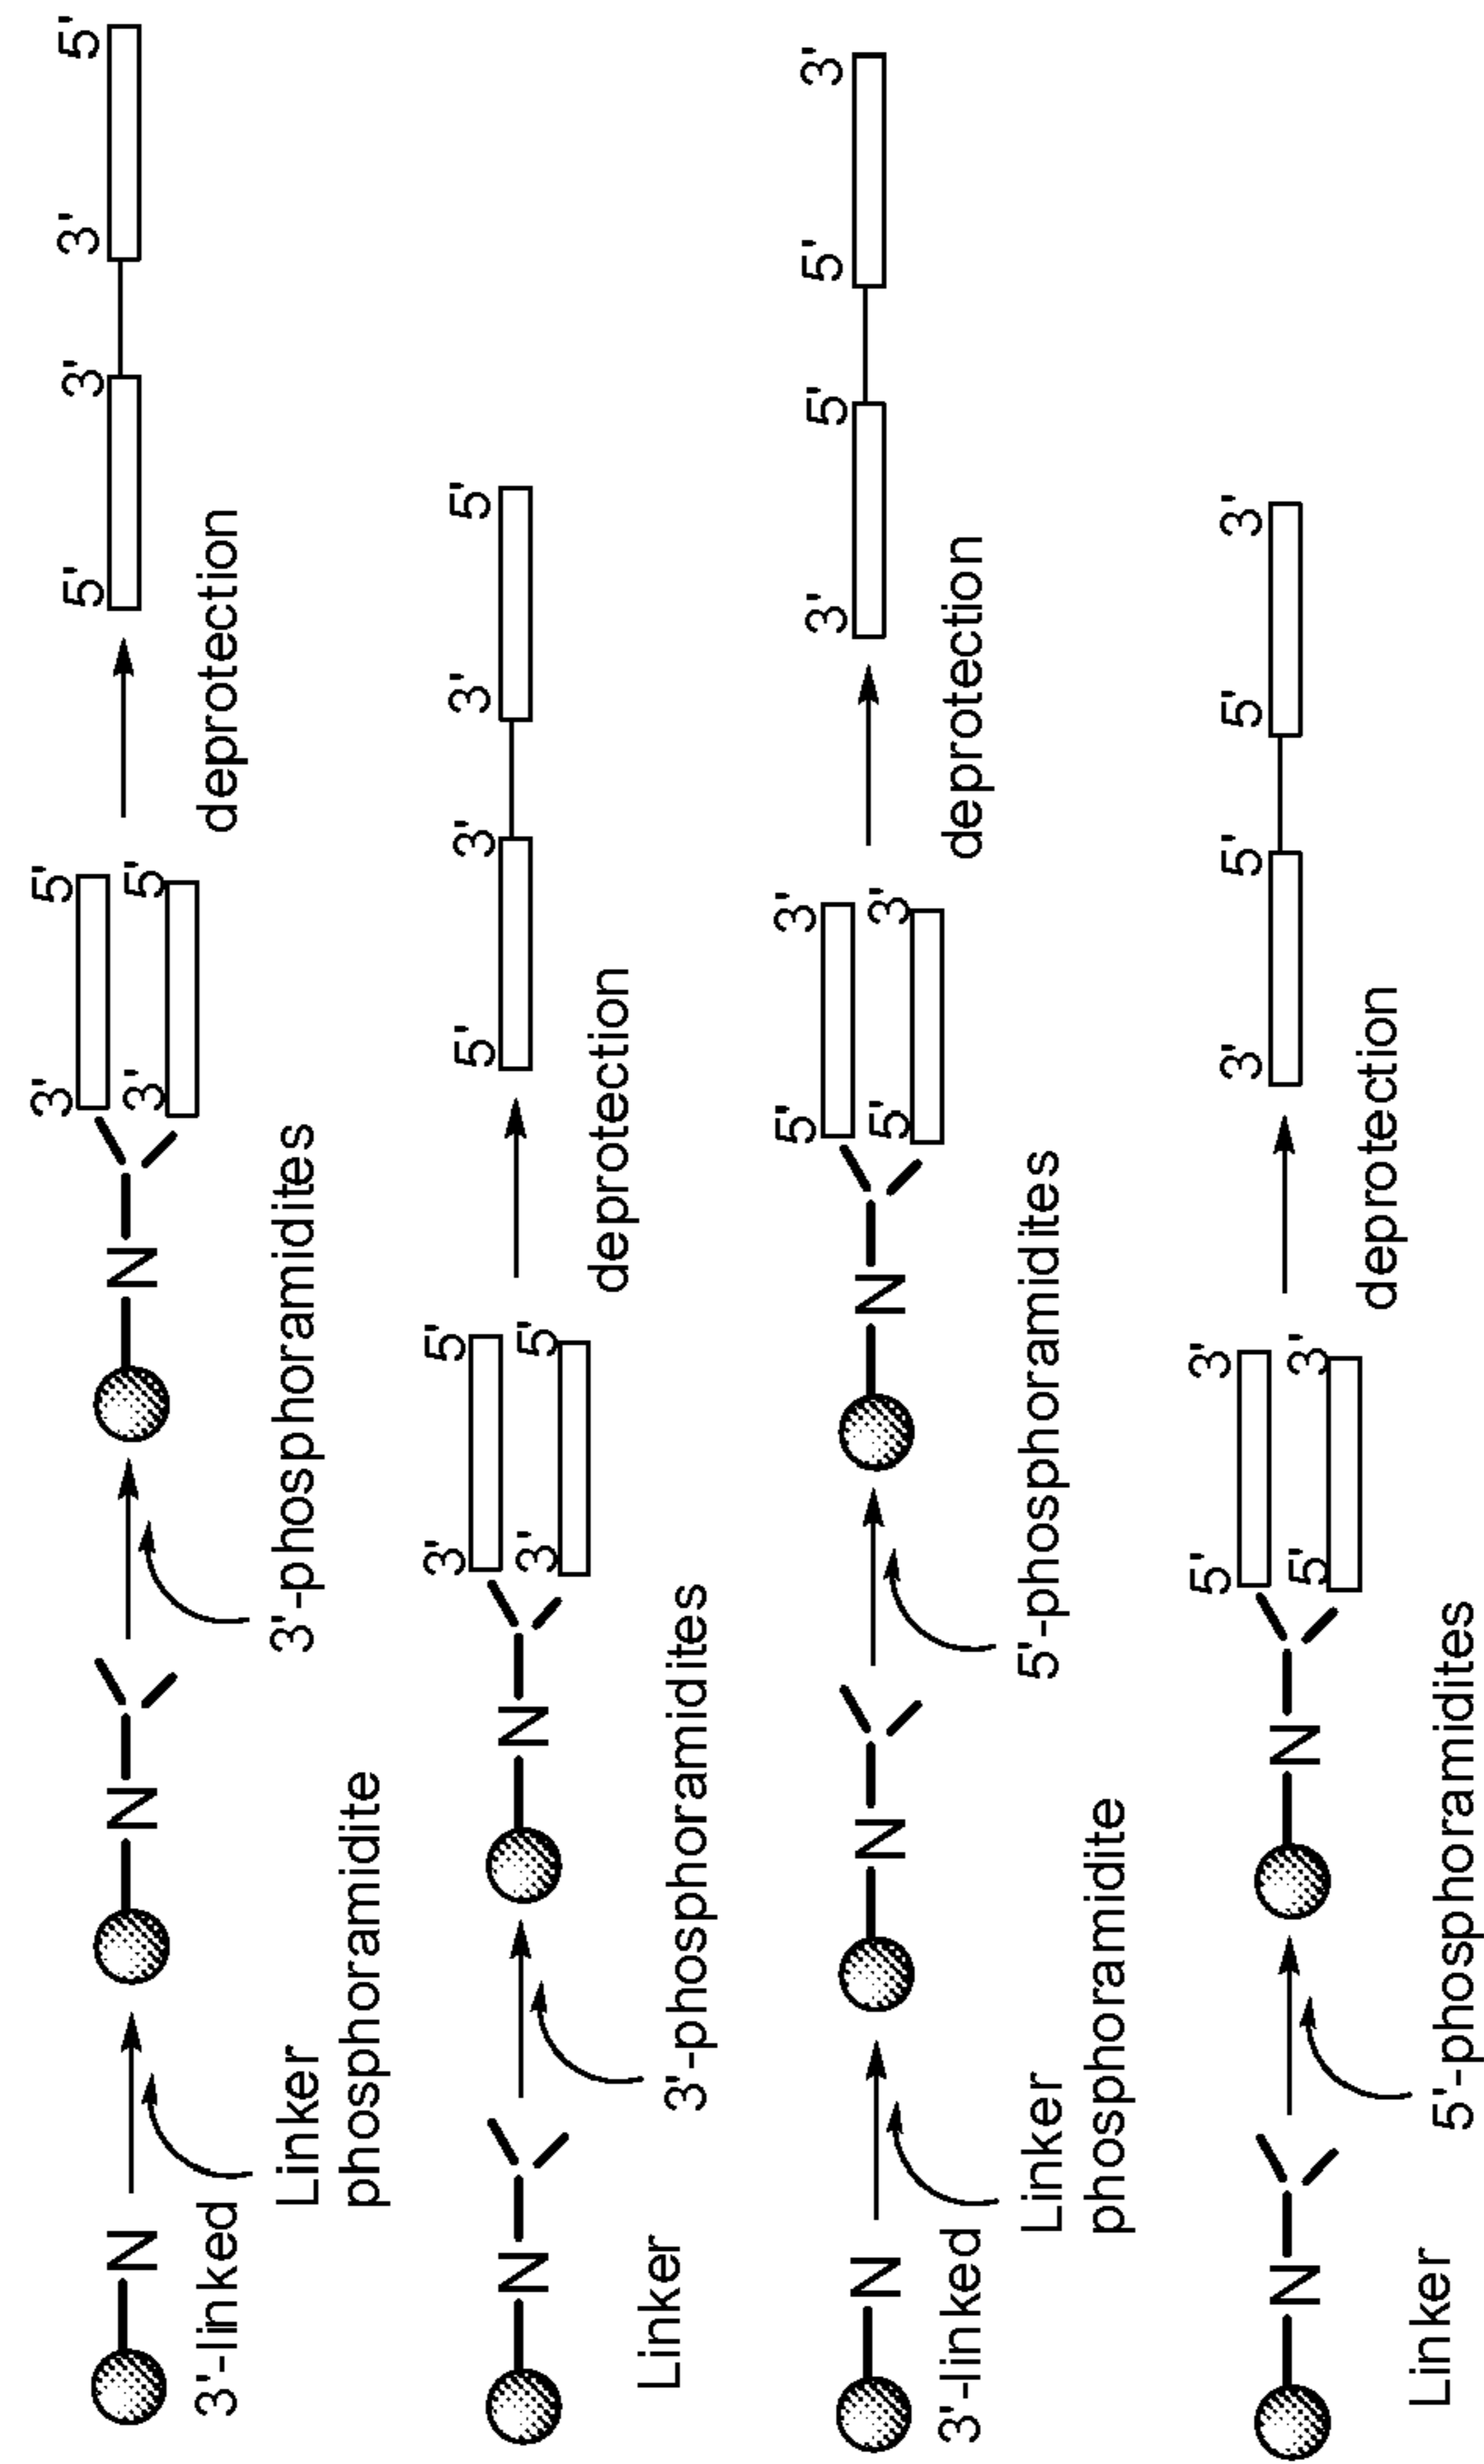 3' 5' 5' 3' 3' 5'
N N N 3' 5'
3'-linked deprotection
Linker 3'-phosphoramidites
phosphoramidite
3' 5' 5' 3' 3' 5'
N N 3' 5'
deprotection
Linker 3'-phosphoramidites
5' 3' 3' 5' 5' 3'
N N N 5' 3'
3'-linked deprotection
Linker 5'-phosphoramidites
phosphoramidite
5' 3' 3' 5' 5' 3'
N N 5' 3'
deprotection
Linker 5'-phosphoramidites